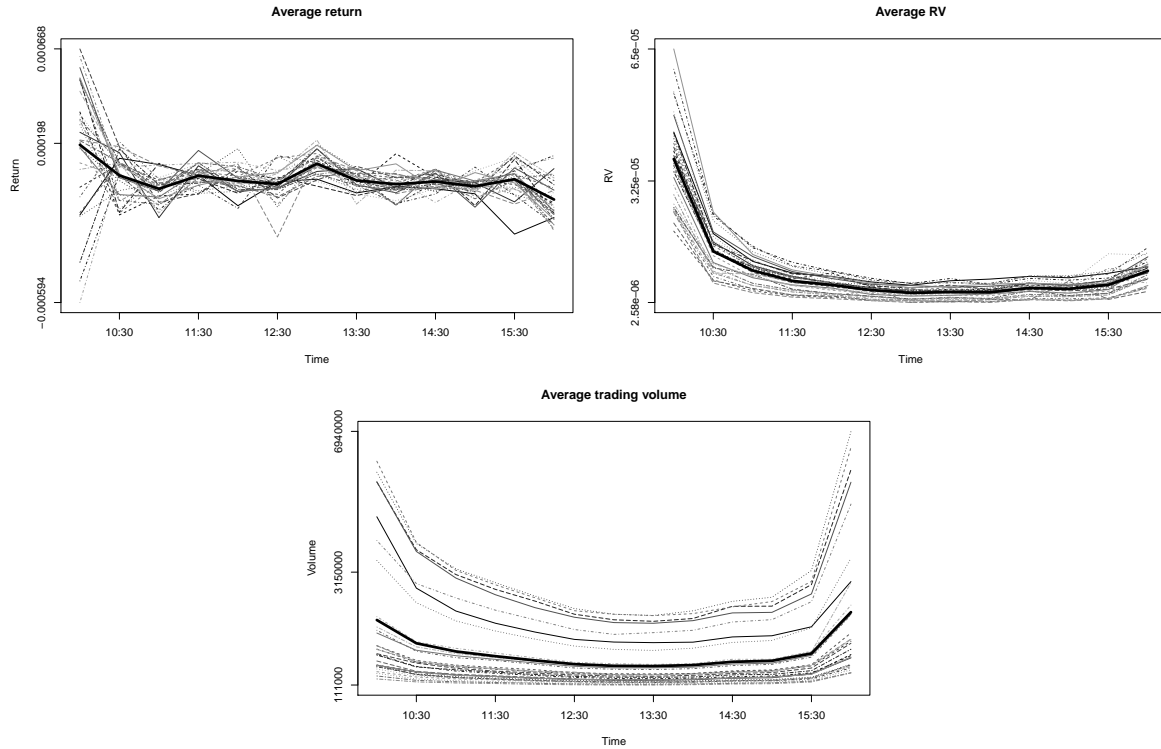 Average return
Return
0.000668
0.000198
−0.000594
10:30 11:30 12:30 13:30 14:30 15:30
Time
Average RV
RV
6.5e−05
3.25e−05
2.58e−06
10:30 11:30 12:30 13:30 14:30 15:30
Time
Average trading volume
Volume
6940000
3150000
111000
10:30 11:30 12:30 13:30 14:30 15:30
Time